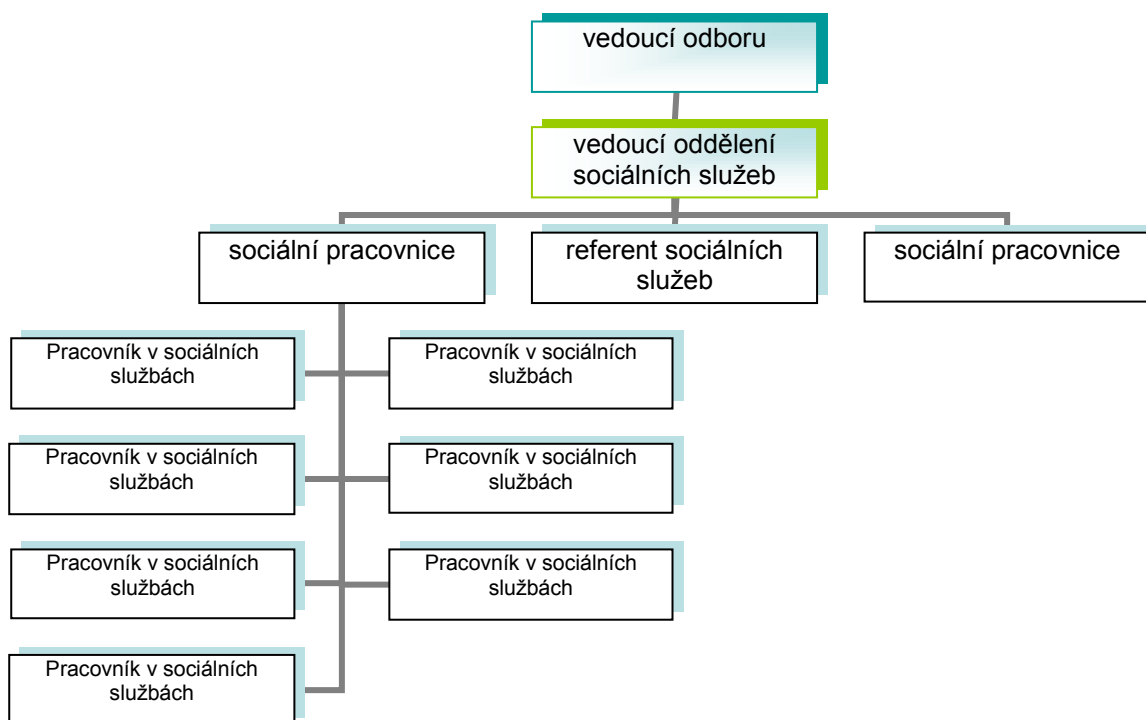 vedoucí odboru
vedoucí oddělení
sociálních služeb
sociální pracovnice
referent sociálních
služeb
sociální pracovnice
Pracovník v sociálních
službách
Pracovník v sociálních
službách
Pracovník v sociálních
službách
Pracovník v sociálních
službách
Pracovník v sociálních
službách
Pracovník v sociálních
službách
Pracovník v sociálních
službách